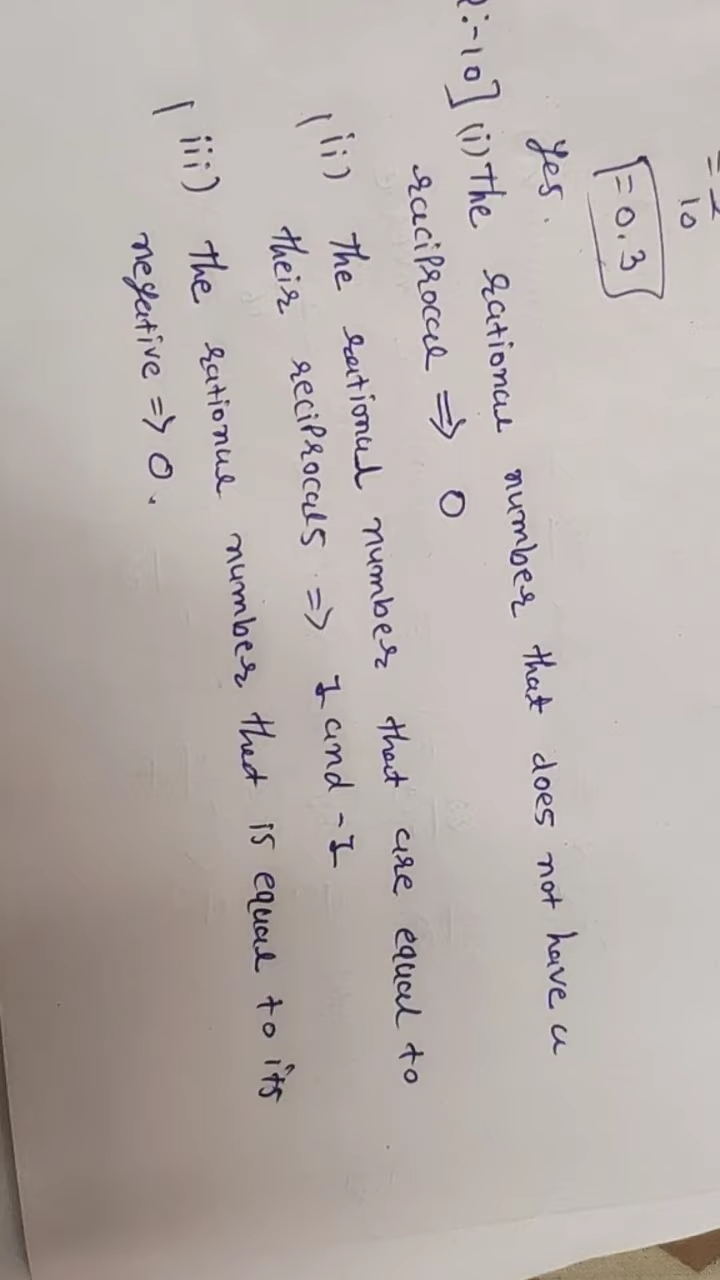 10
= 0.3
Yes.
:-10] (i) The rational number that does not have a
raciprocal => 0
(ii) the rational number that are equal to
their reciprocals => 1 and -1
(iii) the rational number that is equal to its
negative => 0.